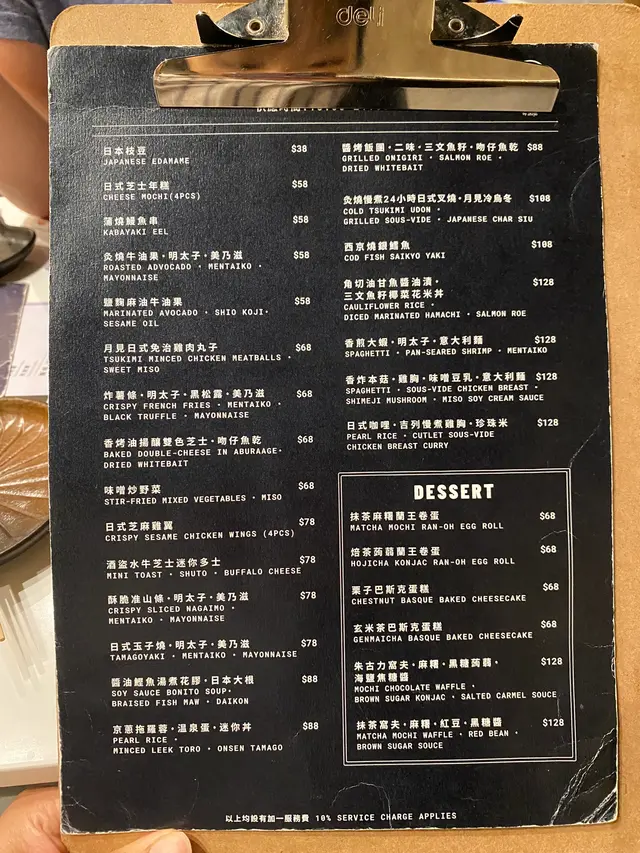 deli
日本枝豆 $38
JAPANESE EDAMAME
日式芝士年糕 $58
CHEESE MOCHI(4PCS)
蒲燒鰻魚串 $58
KABAYAKI EEL
灸燒牛油果・明太子・美乃滋 $58
ROASTED ADVOCADO · MENTAIKO ·
MAYONNAISE
鹽麴麻油牛油果 $58
MARINATED AVOCADO · SHIO KOJI·
SESAME OIL
月見日式免治雞肉丸子 $68
TSUKIMI MINCED CHICKEN MEATBALLS ·
SWEET MISO
炸薯條・明太子・黑松露・美乃滋 $68
CRISPY FRENCH FRIES · MENTAIKO ·
BLACK TRUFFLE · MAYONNAISE
香烤油揚釀雙色芝士・吻仔魚乾 $68
BAKED DOUBLE-CHEESE IN ABURAAGE·
DRIED WHITEBAIT
味噌炒野菜 $68
STIR-FRIED MIXED VEGETABLES · MISO
日式芝麻雞翼 $78
CRISPY SESAME CHICKEN WINGS (4PCS)
酒盜水牛芝士迷你多士 $78
MINI TOAST · SHUTO · BUFFALO CHEESE
酥脆准山條・明太子・美乃滋 $78
CRISPY SLICED NAGAIMO ·
MENTAIKO · MAYONNAISE
日式玉子燒・明太子・美乃滋 $78
TAMAGOYAKI · MENTAIKO · MAYONNAISE
醬油鰹魚湯煮花膠・日本大根 $88
SOY SAUCE BONITO SOUP·
BRAISED FISH MAW · DAIKON
京蔥拖羅蓉・溫泉蛋・迷你丼 $88
PEARL RICE ·
MINCED LEEK TORO · ONSEN TAMAGO
醬烤飯團・二味・三文魚籽・吻仔魚乾 $88
GRILLED ONIGIRI · SALMON ROE ·
DRIED WHITEBAIT
灸燒慢煮24小時日式叉燒・月見冷烏冬 $108
COLD TSUKIMI UDON ·
GRILLED SOUS-VIDE · JAPANESE CHAR SIU
西京燒銀鱈魚 $108
COD FISH SAIKYO YAKI
角切油甘魚醬油漬・ $128
三文魚籽椰菜花米丼
CAULIFLOWER RICE ·
DICED MARINATED HAMACHI · SALMON ROE
香煎大蝦・明太子・意大利麵 $128
SPAGHETTI · PAN-SEARED SHRIMP · MENTAIKO
香炸本菇・雞胸・味噌豆乳・意大利麵 $128
SPAGHETTI · SOUS-VIDE CHICKEN BREAST ·
SHIMEJI MUSHROOM · MISO SOY CREAM SAUCE
日式咖哩・吉列慢煮雞胸・珍珠米 $128
PEARL RICE · CUTLET SOUS-VIDE
CHICKEN BREAST CURRY
DESSERT
抹茶麻糬蘭王卷蛋 $68
MATCHA MOCHI RAN-OH EGG ROLL
焙茶蒟蒻蘭王卷蛋 $68
HOJICHA KONJAC RAN-OH EGG ROLL
栗子巴斯克蛋糕 $68
CHESTNUT BASQUE BAKED CHEESECAKE
玄米茶巴斯克蛋糕 $68
GENMAICHA BASQUE BAKED CHEESECAKE
朱古力窩夫・麻糬・黑糖蒟蒻・ $128
海鹽焦糖醬
MOCHI CHOCOLATE WAFFLE ·
BROWN SUGAR KONJAC · SALTED CARMEL SOUCE
抹茶窩夫・麻糬・紅豆・黑糖醬 $128
MATCHA MOCHI WAFFLE · RED BEAN ·
BROWN SUGAR SOUCE
以上均設有加一服務費 10% SERVICE CHARGE APPLIES